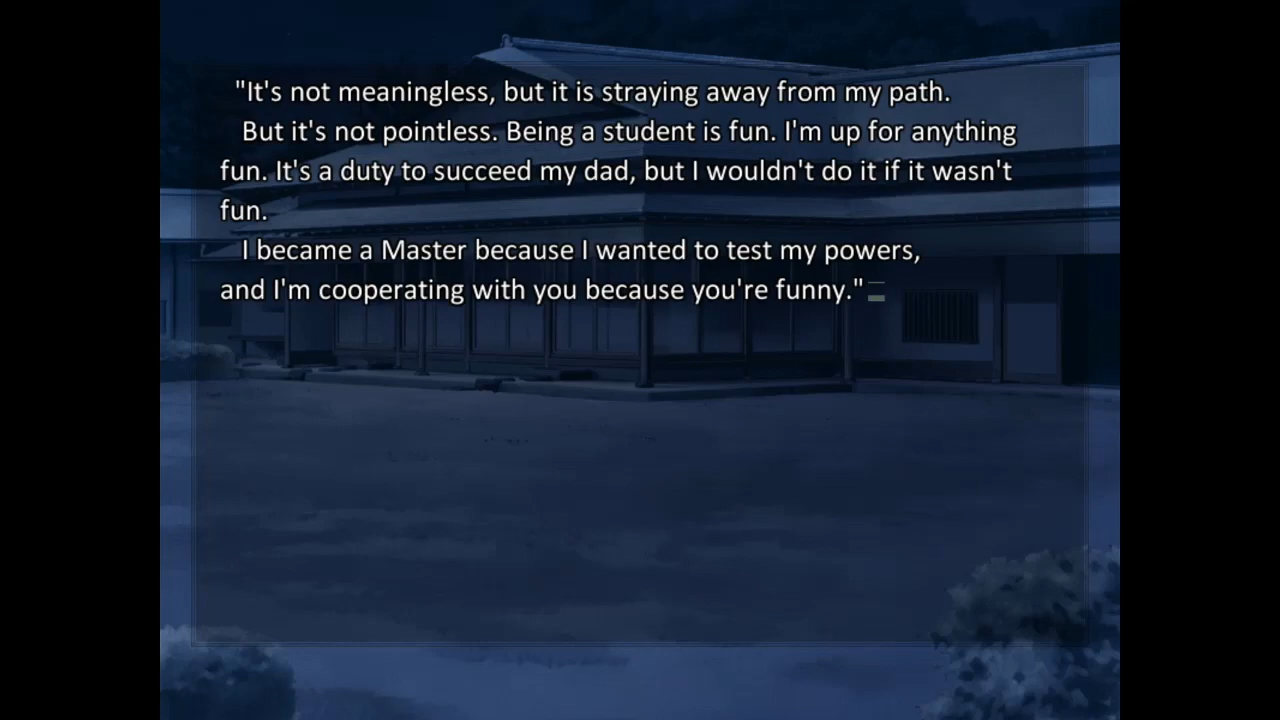 "It's not meaningless, but it is straying away from my path.
But it's not pointless. Being a student is fun. I'm up for anything
fun. It's a duty to succeed my dad, but I wouldn't do it if it wasn't
fun.
I became a Master because I wanted to test my powers,
and I'm cooperating with you because you're funny."